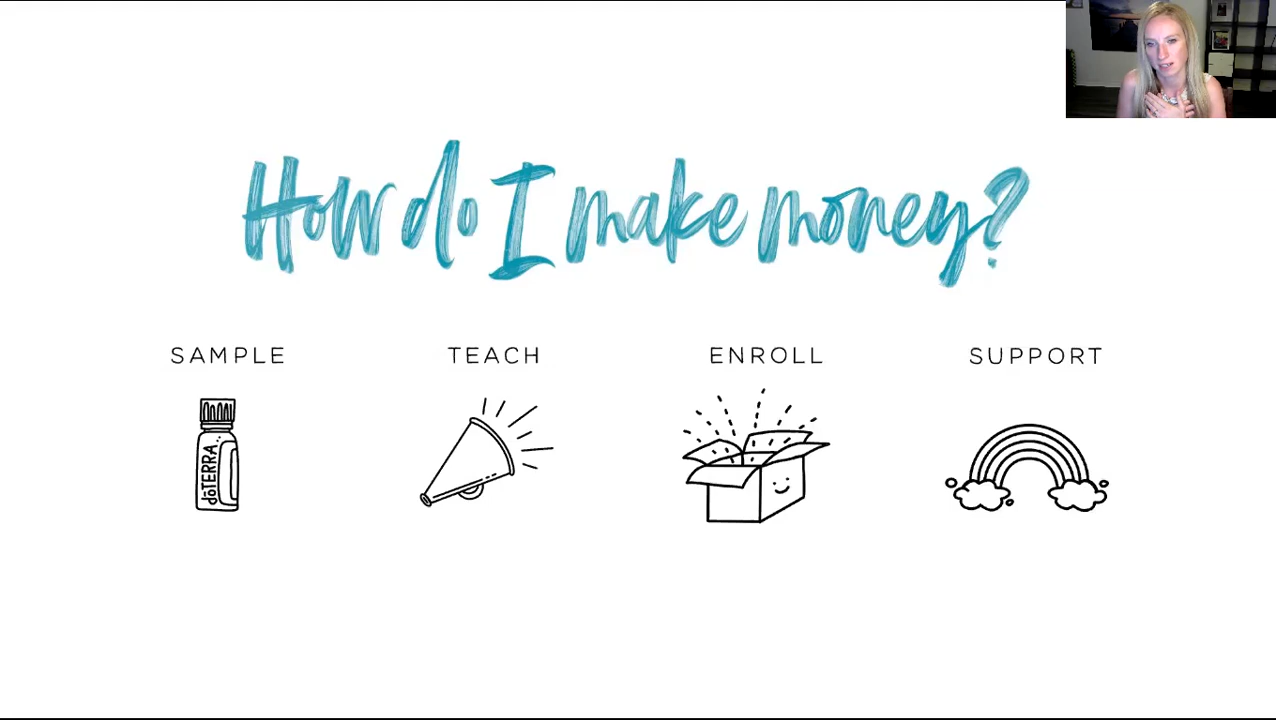 How do I make money?
SAMPLE
TEACH
ENROLL
SUPPORT
dōTERRA